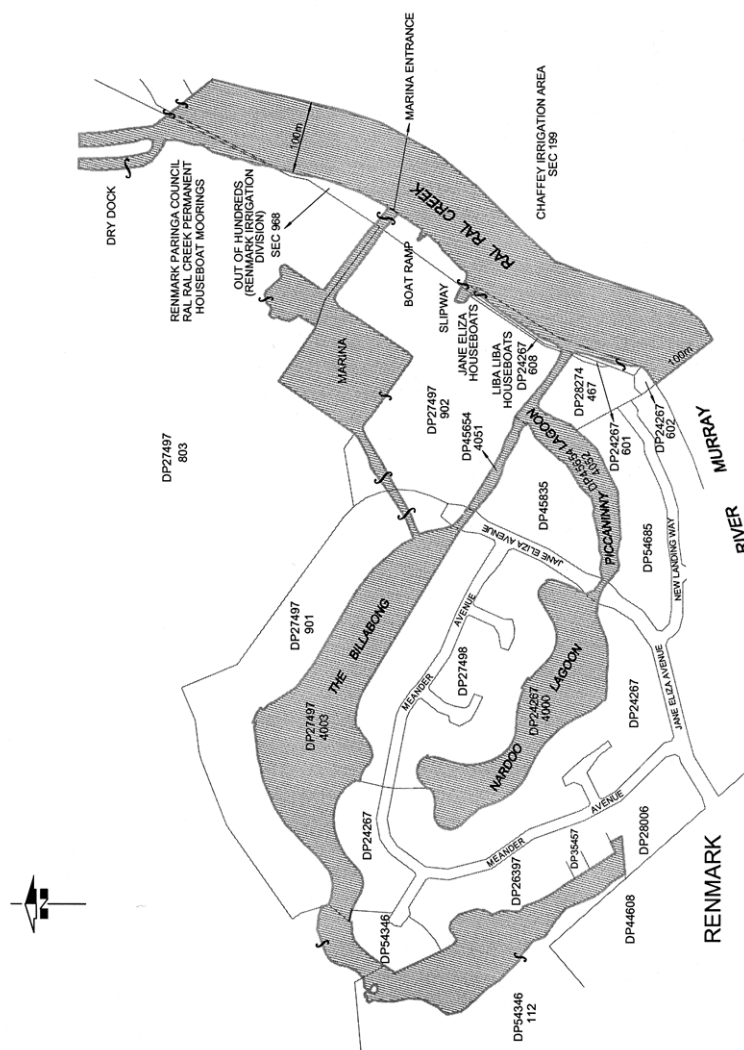 DRY DOCK
RENMARK PARINGA COUNCIL
RAL RAL CREEK PERMANENT
HOUSEBOAT MOORINGS
OUT OF HUNDREDS
(RENMARK IRRIGATION
DIVISION)
SEC 968
100m
MARINA ENTRANCE
RAL RAL CREEK
CHAFFEY IRRIGATION AREA
SEC 199
BOAT RAMP
SLIPWAY
JANE ELIZA
HOUSEBOATS
LIBA LIBA
HOUSEBOATS
DP24267
608
MARINA
DP27497
803
DP27497
902
DP45654
4051
DP28274
467
DP24267
601
DP24267
602
100m
MURRAY
RIVER
PICCANINNY LAGOON
DP45654
4052
DP45835
DP54685
NEW LANDING WAY
JANE ELIZA AVENUE
JANE ELIZA AVENUE
DP27497
901
THE BILLABONG
DP27497
4003
MEANDER AVENUE
DP27498
NARDOO LAGOON
DP24267
4000
DP24267
DP24267
MEANDER AVENUE
DP54346
DP26397
DP35457
DP28006
DP44608
DP54346
112
RENMARK
N